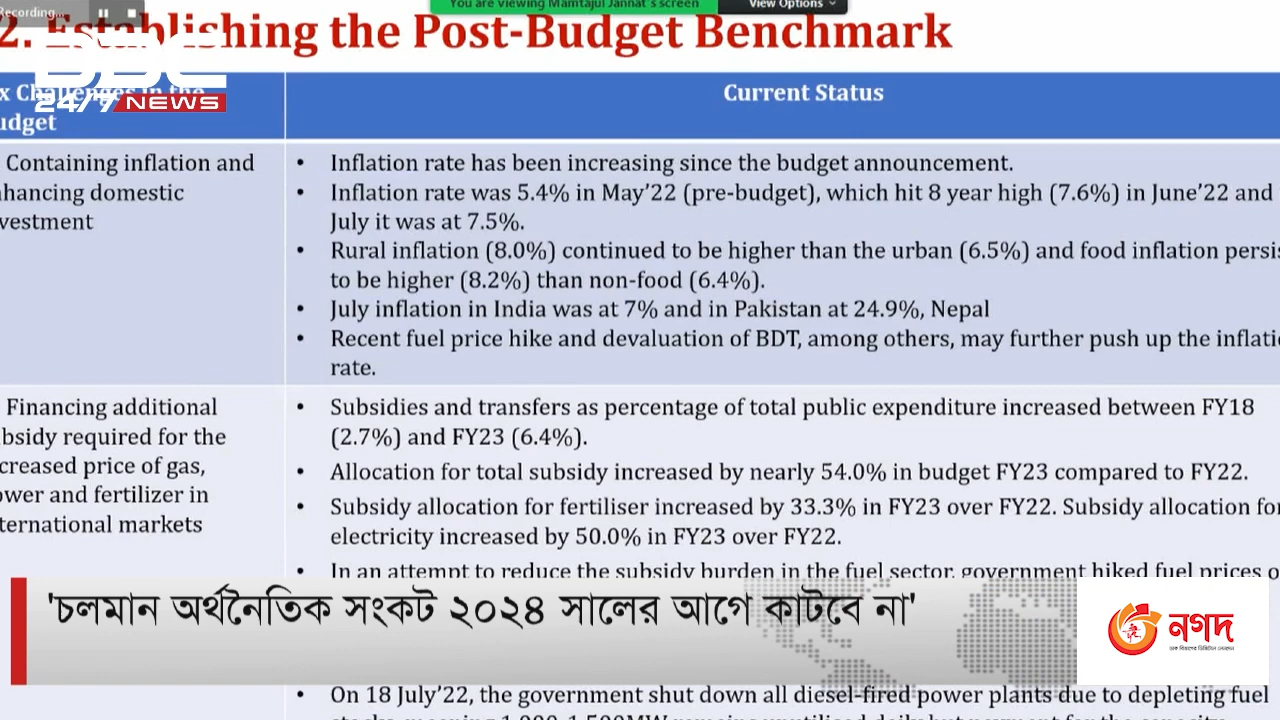 Recording...
You are viewing Mamtajul Jannat's screen
View Options
2. Establishing the Post-Budget Benchmark
DBC
24/7 NEWS
x Challenges in the
udget
Current Status
Containing inflation and
nhancing domestic
vestment
• Inflation rate has been increasing since the budget announcement.
• Inflation rate was 5.4% in May'22 (pre-budget), which hit 8 year high (7.6%) in June'22 and
July it was at 7.5%.
• Rural inflation (8.0%) continued to be higher than the urban (6.5%) and food inflation persis
to be higher (8.2%) than non-food (6.4%).
• July inflation in India was at 7% and in Pakistan at 24.9%, Nepal
• Recent fuel price hike and devaluation of BDT, among others, may further push up the inflatio
rate.
Financing additional
bsidy required for the
creased price of gas,
ower and fertilizer in
ternational markets
• Subsidies and transfers as percentage of total public expenditure increased between FY18
(2.7%) and FY23 (6.4%).
• Allocation for total subsidy increased by nearly 54.0% in budget FY23 compared to FY22.
• Subsidy allocation for fertiliser increased by 33.3% in FY23 over FY22. Subsidy allocation for
electricity increased by 50.0% in FY23 over FY22.
• In an attempt to reduce the subsidy burden in the fuel sector, government hiked fuel prices o
'চলমান অর্থনৈতিক সংকট ২০২৪ সালের আগে কাটবে না'
নগদ
ডাক বিভাগের ডিজিটাল লেনদেন
• On 18 July'22, the government shut down all diesel-fired power plants due to depleting fuel